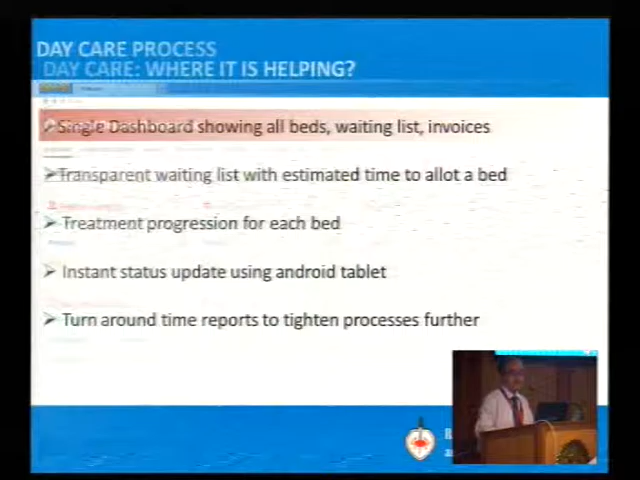 DAY CARE PROCESS
DAY CARE: WHERE IT IS HELPING?
➢Single Dashboard showing all beds, waiting list, invoices
➢Transparent waiting list with estimated time to allot a bed
➢ Treatment progression for each bed
➢ Instant status update using android tablet
➢ Turn around time reports to tighten processes further